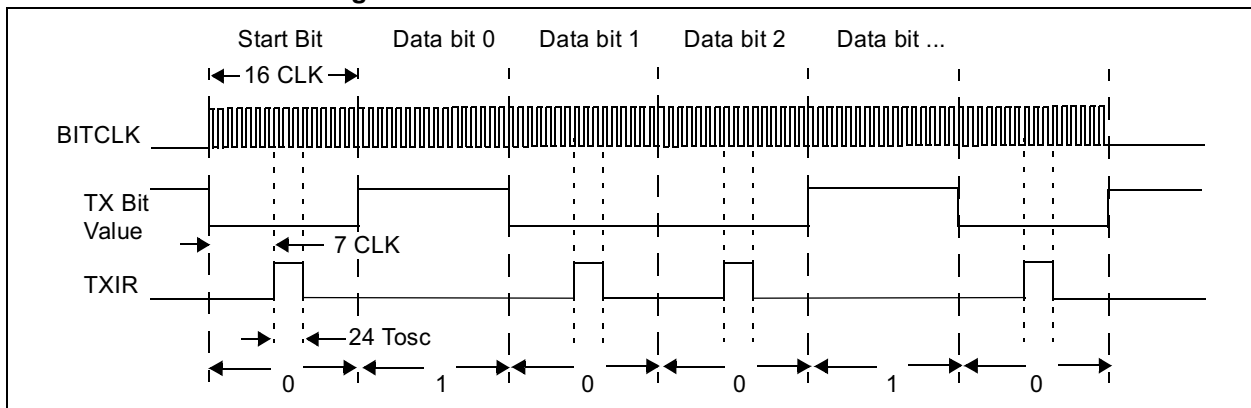 Start Bit Data bit 0 Data bit 1 Data bit 2 Data bit ...
16 CLK
BITCLK
TX Bit
Value
7 CLK
TXIR
24 Tosc
0 1 0 0 1 0